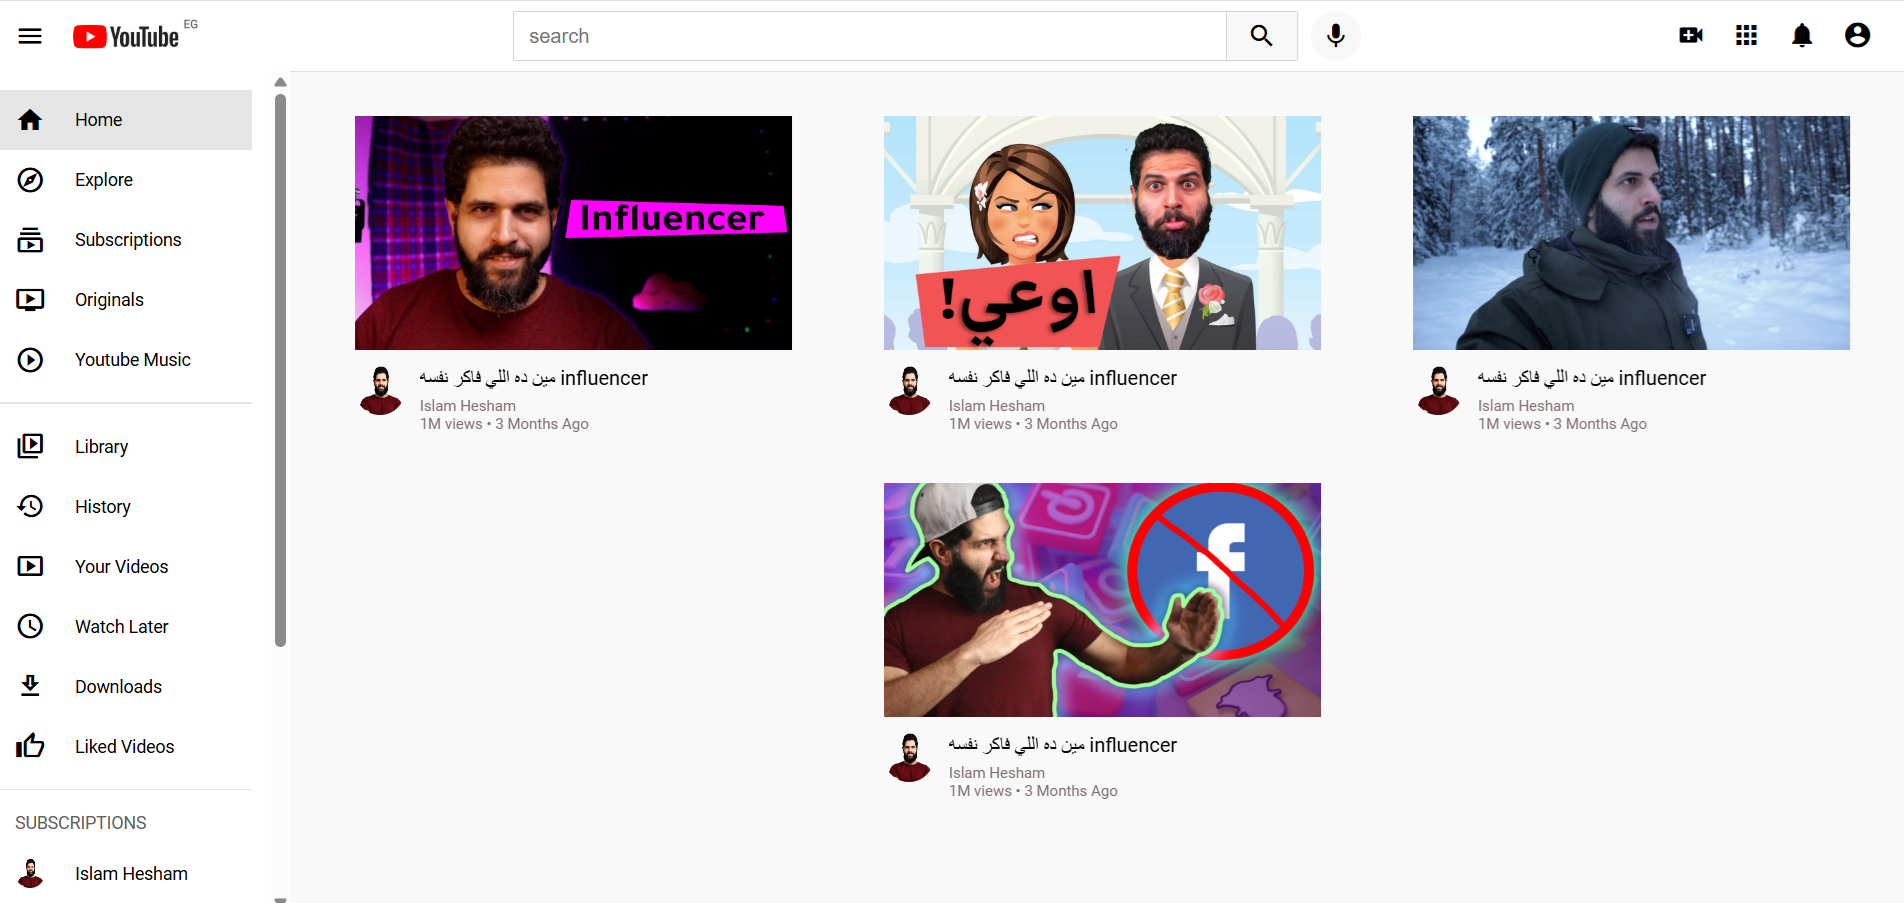 YouTube EG
search
Home
Explore
Subscriptions
Originals
Youtube Music
Library
History
Your Videos
Watch Later
Downloads
Liked Videos
SUBSCRIPTIONS
Islam Hesham
Influencer
مين ده اللي فاكر نفسه influencer
Islam Hesham
1M views • 3 Months Ago
اوعي!
مين ده اللي فاكر نفسه influencer
Islam Hesham
1M views • 3 Months Ago
مين ده اللي فاكر نفسه influencer
Islam Hesham
1M views • 3 Months Ago
f
مين ده اللي فاكر نفسه influencer
Islam Hesham
1M views • 3 Months Ago